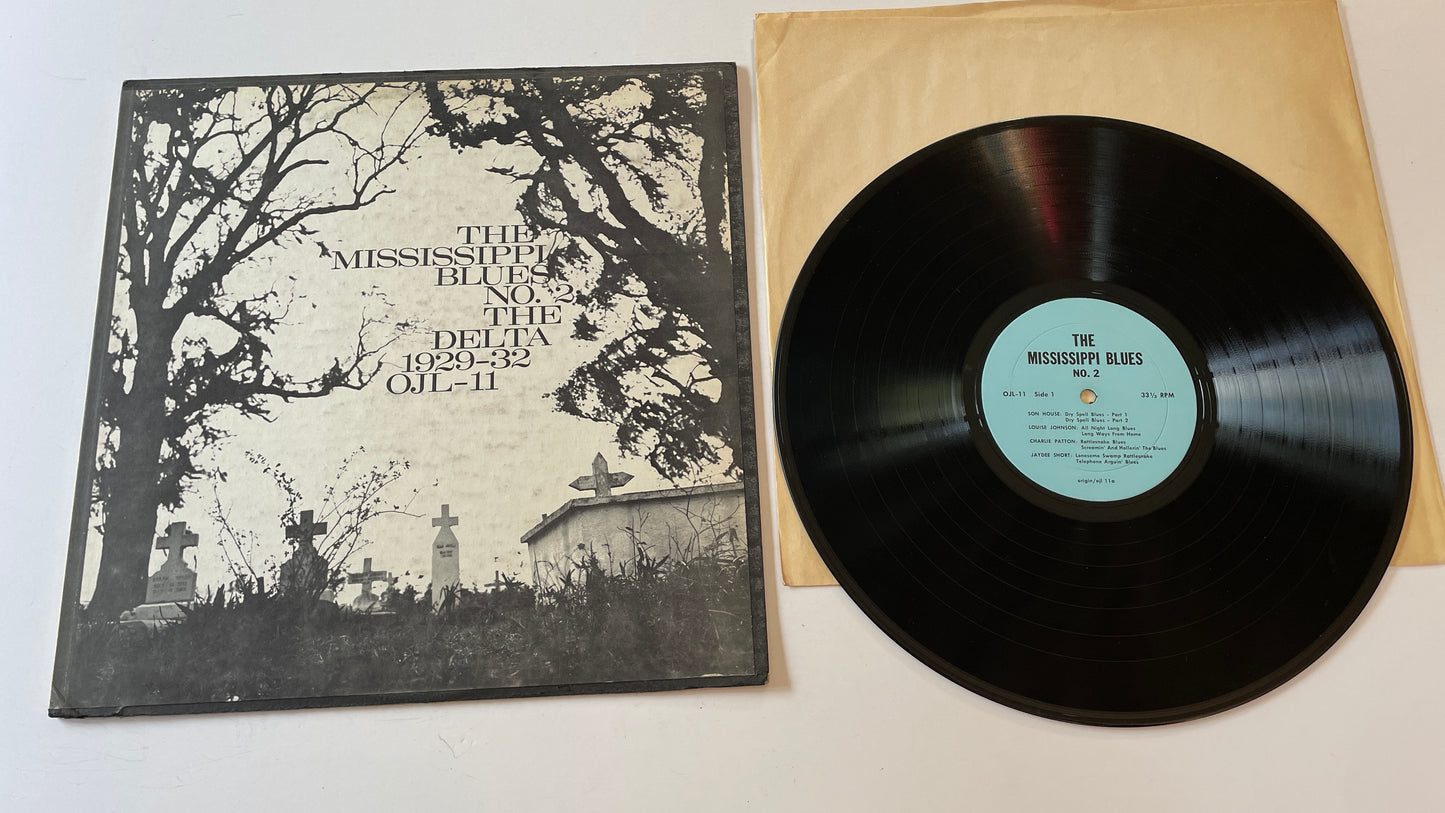 THE
MISSISSIPPI
BLUES
NO. 2
THE
DELTA
1929-32
OJL-11
THE
MISSISSIPPI BLUES
NO. 2
OJL-11 Side 1 33⅓ RPM
SON HOUSE: Dry Spell Blues - Part 1
Dry Spell Blues - Part 2
LOUISE JOHNSON: All Night Long Blues
Long Ways From Home
CHARLIE PATTON: Rattlesnake Blues
Screamin' And Hollerin' The Blues
JAYDEE SHORT: Lonesome Swamp Rattlesnake
Telephone Arguin' Blues
origin/ojl 11a